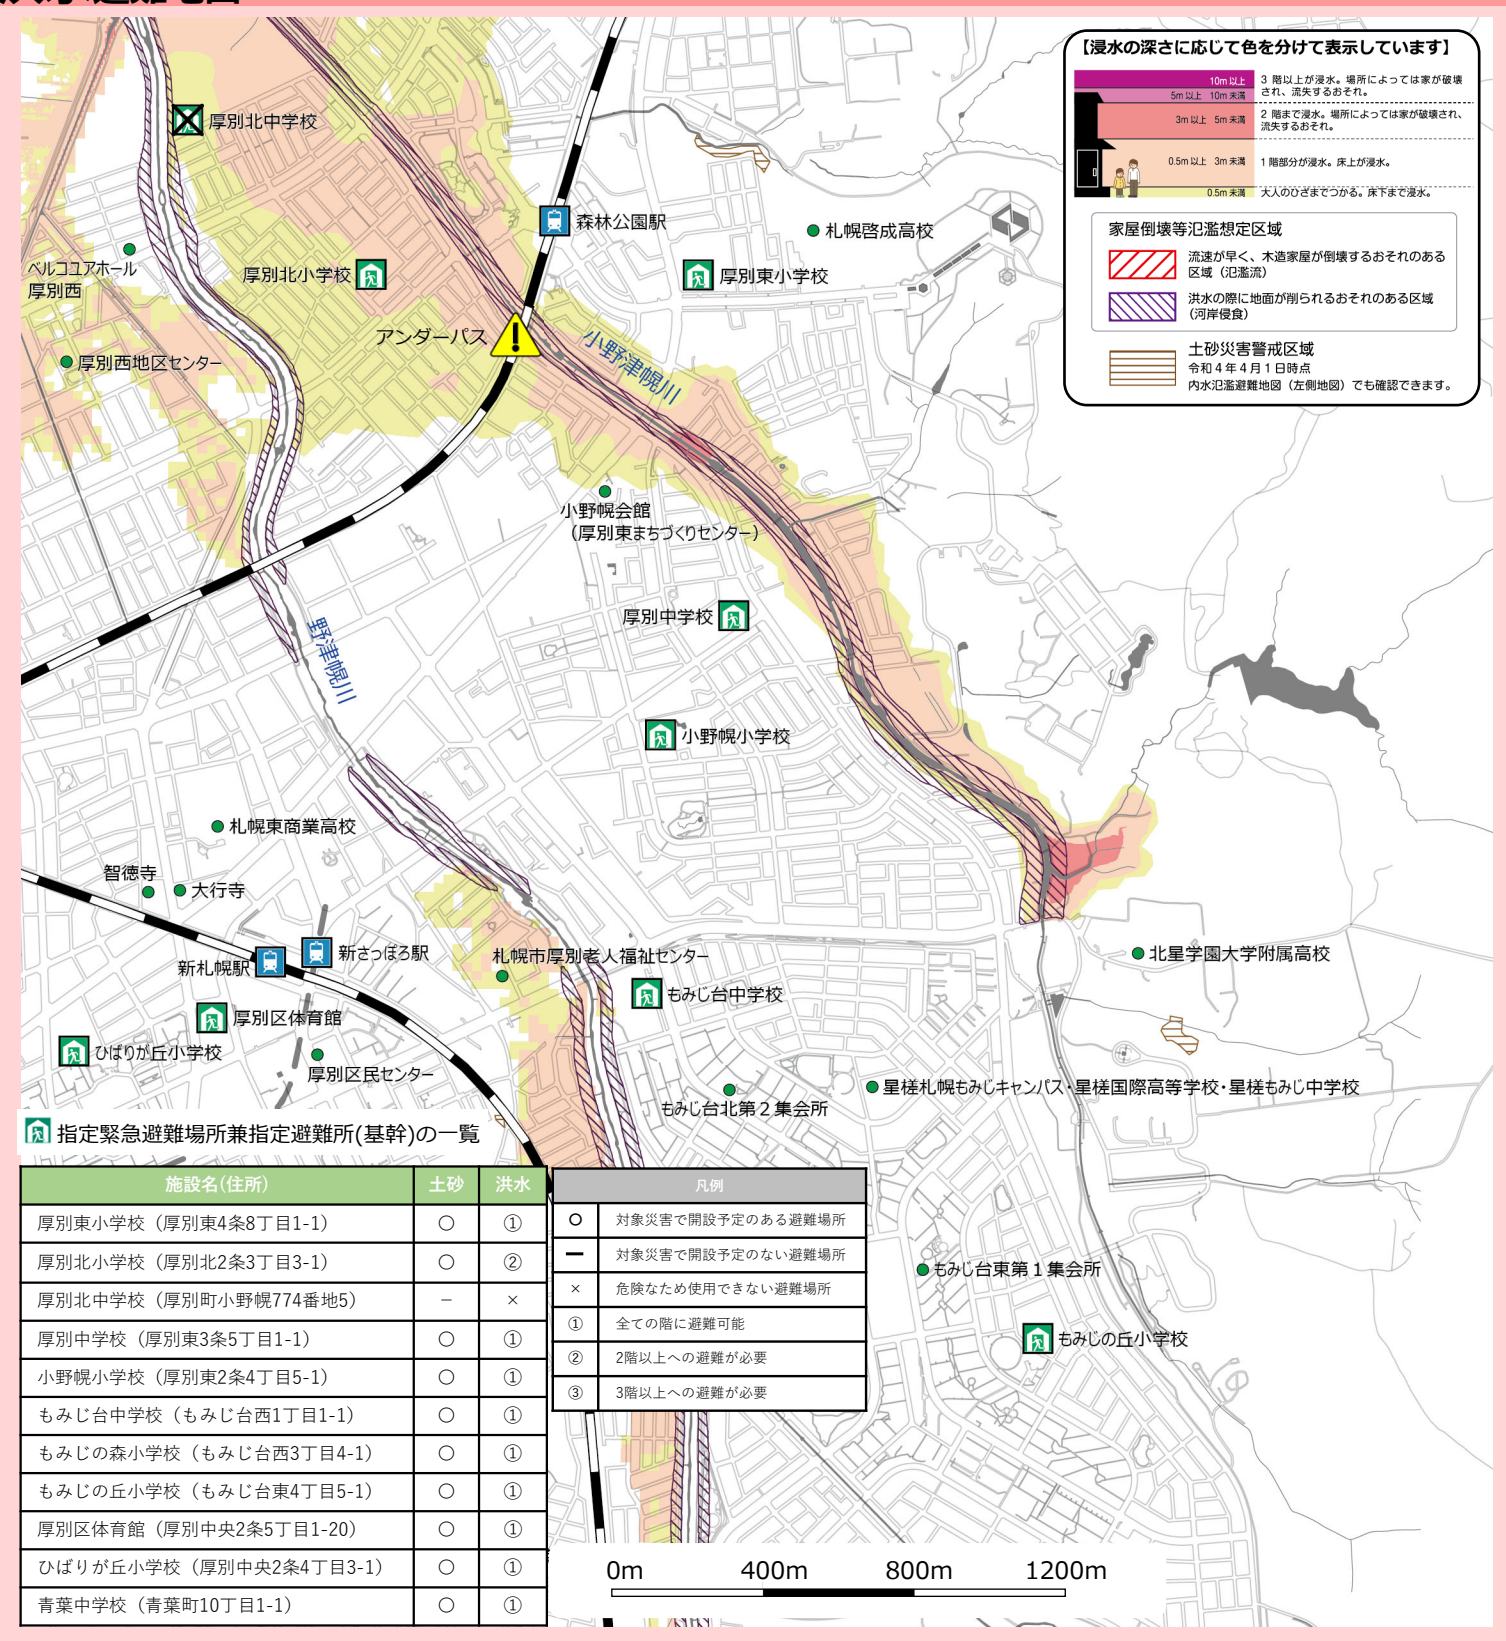 【浸水の深さに応じて色を分けて表示しています】
10m以上
3 階以上が浸水。場所によっては家が破壊
され、流失するおそれ。
5m 以上 10m 未満
3m 以上 5m 未満
2 階まで浸水。場所によっては家が破壊され、
流失するおそれ。
0.5m 以上 3m 未満
1 階部分が浸水。床上が浸水。
0.5m 未満
大人のひざまでつかる。床下まで浸水。
家屋倒壊等氾濫想定区域
流速が早く、木造家屋が倒壊するおそれのある
区域（氾濫流）
洪水の際に地面が削られるおそれのある区域
（河岸侵食）
土砂災害警戒区域
令和４年４月１日時点
内水氾濫避難地図（左側地図）でも確認できます。
厚別北中学校
森林公園駅
札幌啓成高校
ベルコユアホール
厚別西
厚別北小学校
厚別東小学校
アンダーパス
小野津幌川
厚別西地区センター
小野幌会館
（厚別東まちづくりセンター）
厚別中学校
野津幌川
小野幌小学校
札幌東商業高校
智徳寺
大行寺
新札幌駅
新さっぽろ駅
札幌市厚別老人福祉センター
北星学園大学附属高校
もみじ台中学校
厚別区体育館
ひばりが丘小学校
厚別区民センター
もみじ台北第２集会所
星槎札幌もみじキャンパス・星槎国際高等学校・星槎もみじ中学校
もみじ台東第１集会所
もみじの丘小学校
指定緊急避難場所兼指定避難所(基幹)の一覧
施設名(住所) 土砂 洪水
厚別東小学校（厚別東4条8丁目1-1） ○ ①
厚別北小学校（厚別北2条3丁目3-1） ○ ②
厚別北中学校（厚別町小野幌774番地5） − ×
厚別中学校（厚別東3条5丁目1-1） ○ ①
小野幌小学校（厚別東2条4丁目5-1） ○ ①
もみじ台中学校（もみじ台西1丁目1-1） ○ ①
もみじの森小学校（もみじ台西3丁目4-1） ○ ①
もみじの丘小学校（もみじ台東4丁目5-1） ○ ①
厚別区体育館（厚別中央2条5丁目1-20） ○ ①
ひばりが丘小学校（厚別中央2条4丁目3-1） ○ ①
青葉中学校（青葉町10丁目1-1） ○ ①
凡例
○ 対象災害で開設予定のある避難場所
ー 対象災害で開設予定のない避難場所
× 危険なため使用できない避難場所
① 全ての階に避難可能
② 2階以上への避難が必要
③ 3階以上への避難が必要
0m 400m 800m 1200m